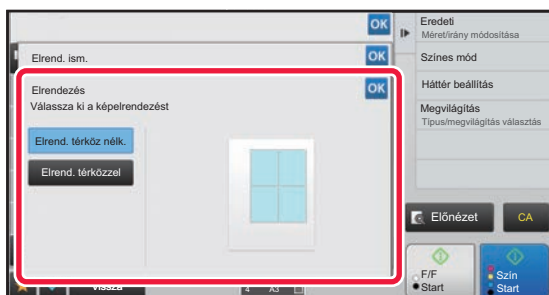 OK
Elrend. ism.
OK
Elrendezés
OK
Válassza ki a képelrendezést
Elrend. térköz nélk.
Elrend. térközzel
Eredeti
Méret/irány módosítása
Színes mód
Háttér beállítás
Megvilágítás
Típus/megvilágítás választás
Előnézet
CA
F/F
Start
Szín
Start
Vissza
4
A3